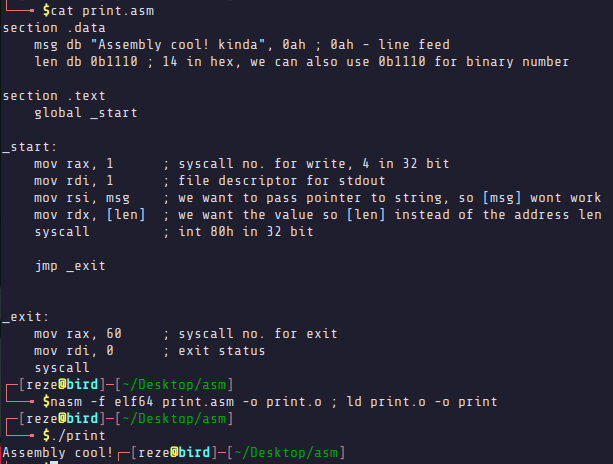 $cat print.asm
section .data
    msg db "Assembly cool! kinda", 0ah ; 0ah - line feed
    len db 0b1110 ; 14 in hex, we can also use 0b1110 for binary number

section .text
    global _start

_start:
    mov rax, 1      ; syscall no. for write, 4 in 32 bit
    mov rdi, 1      ; file descriptor for stdout
    mov rsi, msg    ; we want to pass pointer to string, so [msg] wont work
    mov rdx, [len]  ; we want the value so [len] instead of the address len
    syscall         ; int 80h in 32 bit

    jmp _exit


_exit:
    mov rax, 60     ; syscall no. for exit
    mov rdi, 0      ; exit status
    syscall
┌─[reze@bird]─[~/Desktop/asm]
└──╼ $nasm -f elf64 print.asm -o print.o ; ld print.o -o print
┌─[reze@bird]─[~/Desktop/asm]
└──╼ $./print
Assembly cool!┌─[reze@bird]─[~/Desktop/asm]